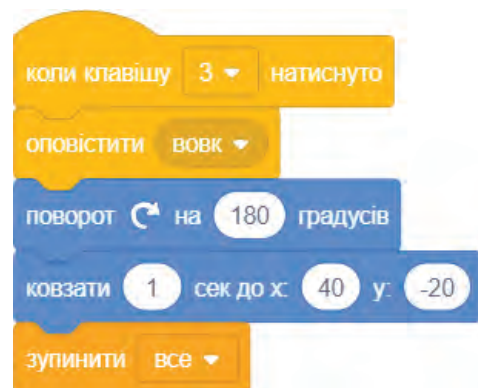 коли клавішу 3 натиснуто
оповістити вовк
поворот на 180 градусів
ковзати 1 сек до x: 40 y: -20
зупинити все